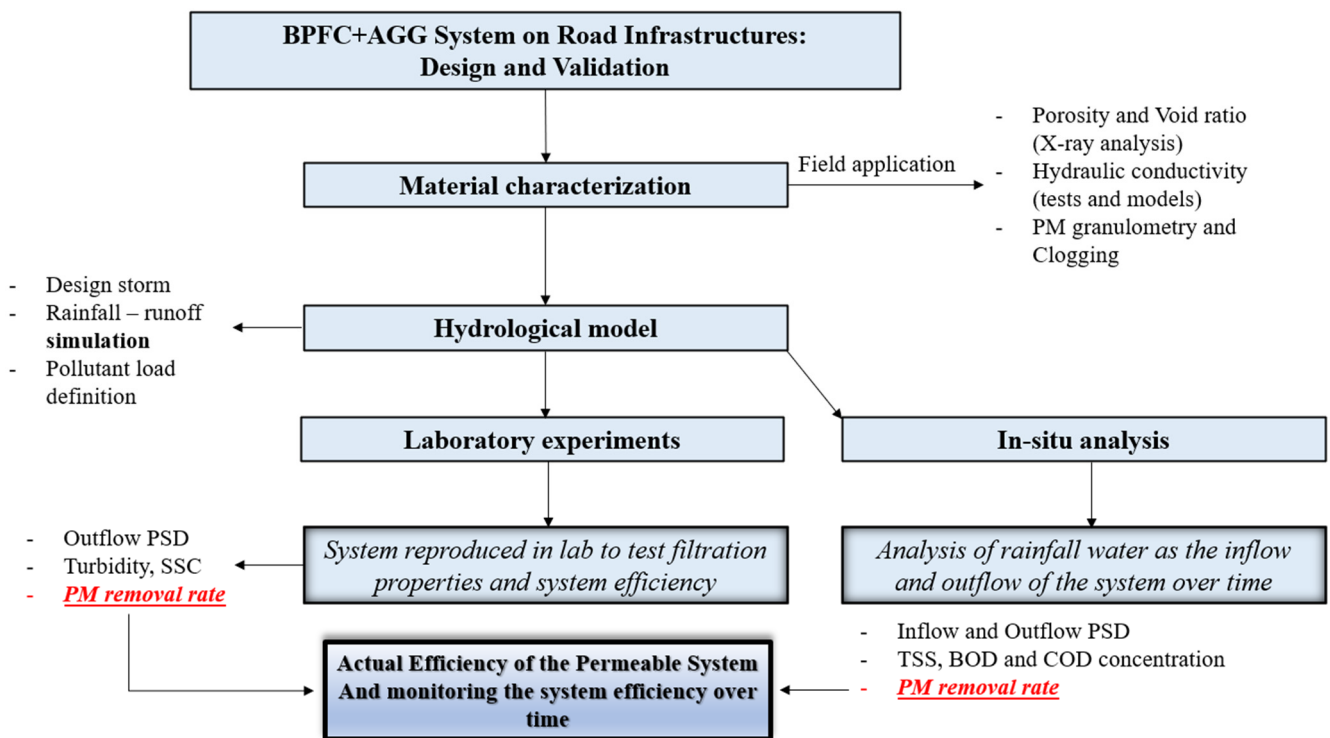 BPFC+AGG System on Road Infrastructures:
Design and Validation
Material characterization
Field application
- Porosity and Void ratio
(X-ray analysis)
- Hydraulic conductivity
(tests and models)
- PM granulometry and
Clogging
- Design storm
- Rainfall – runoff
simulation
- Pollutant load
definition
Hydrological model
Laboratory experiments
In-situ analysis
- Outflow PSD
- Turbidity, SSC
- PM removal rate
System reproduced in lab to test filtration
properties and system efficiency
Analysis of rainfall water as the inflow
and outflow of the system over time
- Inflow and Outflow PSD
- TSS, BOD and COD concentration
- PM removal rate
Actual Efficiency of the Permeable System
And monitoring the system efficiency over
time